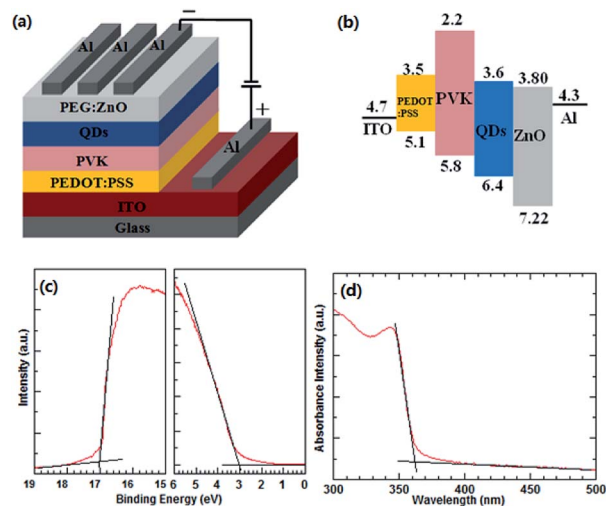 (a)
Al
Al
Al
−
+
Al
PEG:ZnO
QDs
PVK
PEDOT:PSS
ITO
Glass
(b)
2.2
3.5
3.6
3.80
4.7
ITO
PEDOT
:PSS
PVK
QDs
ZnO
4.3
Al
5.1
5.8
6.4
7.22
(c)
Intensity (a.u.)
19 18 17 16 15 6 5 4 3 2 1 0
Binding Energy (eV)
(d)
Absorbance Intensity (a.u.)
300 350 400 450 500
Wavelength (nm)